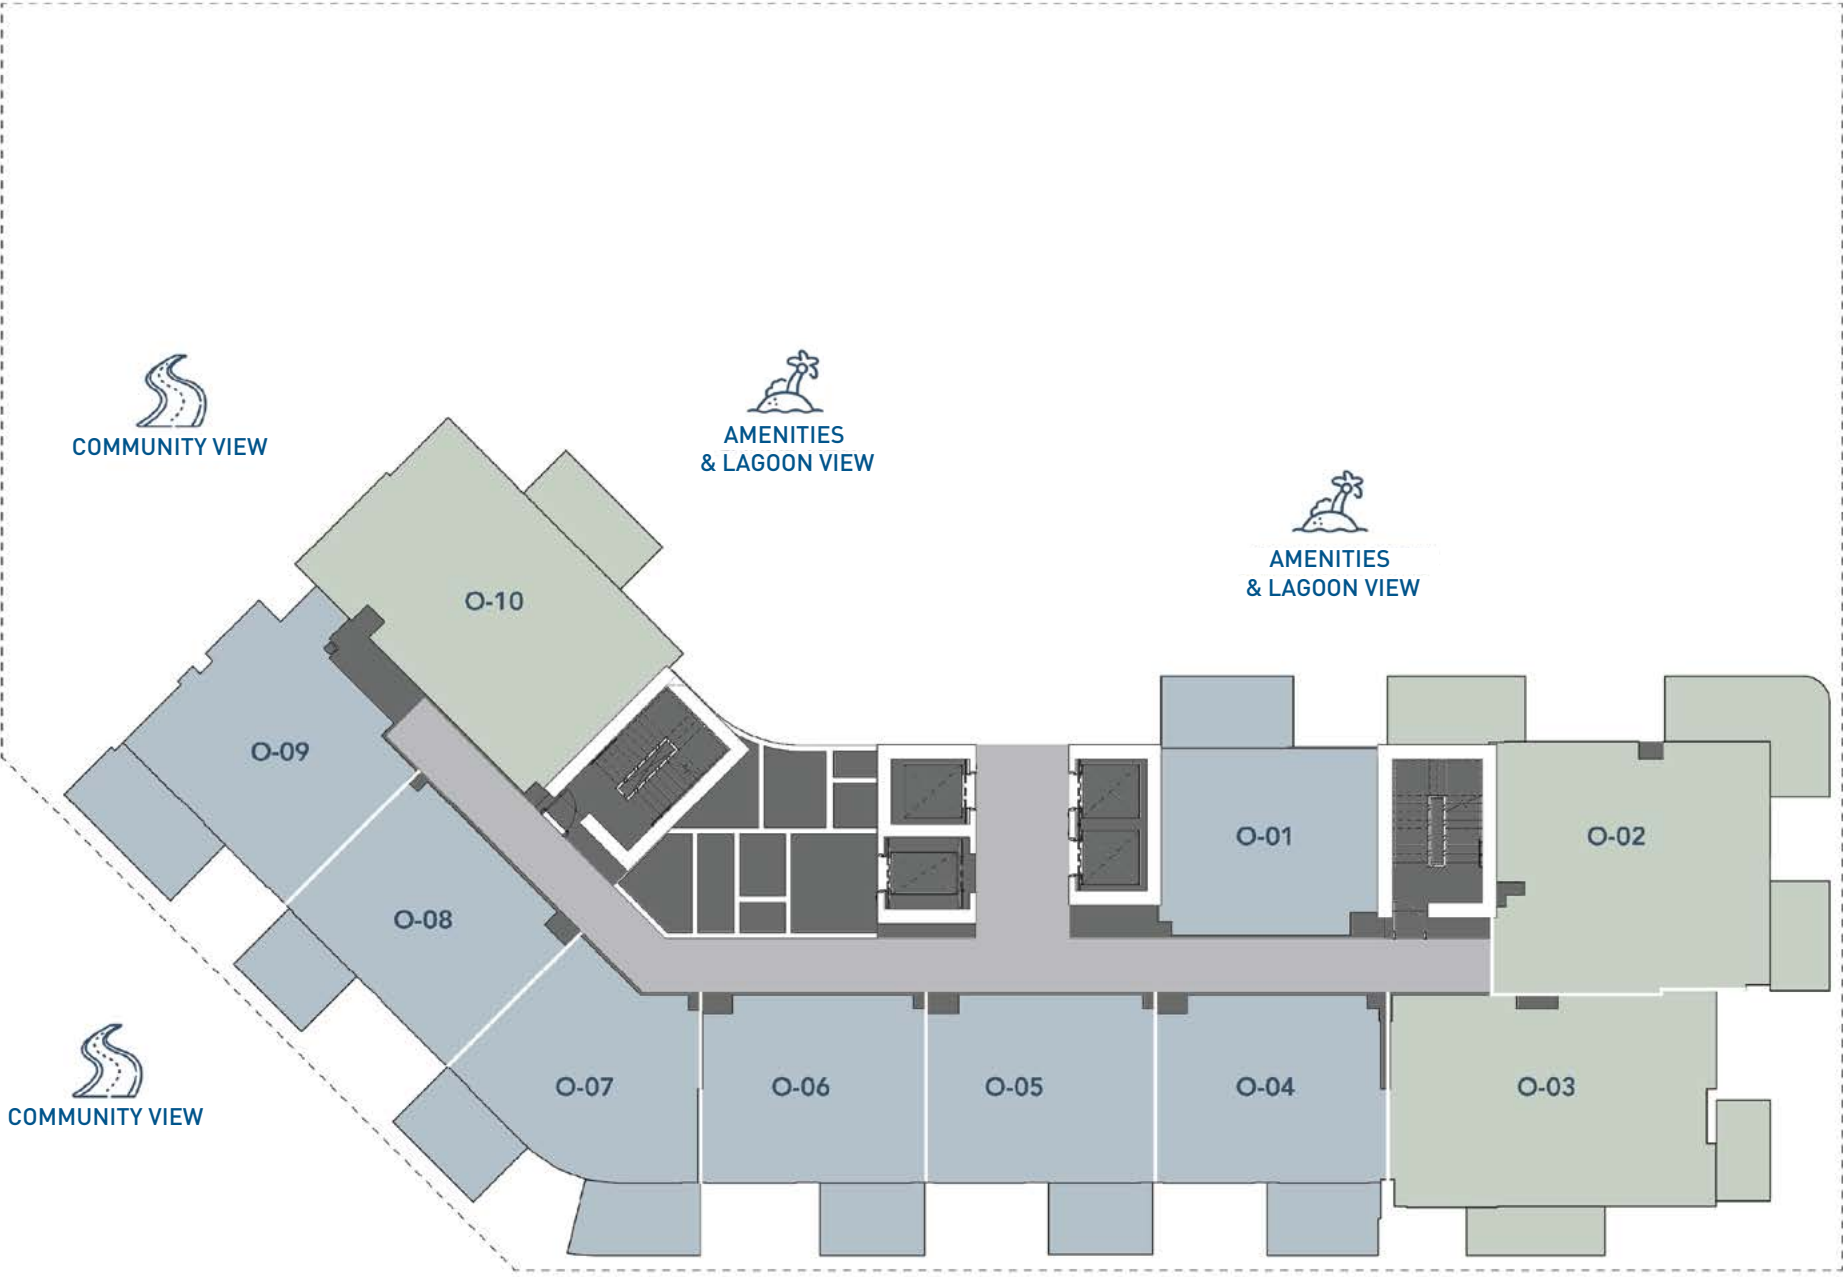 COMMUNITY VIEW
AMENITIES
& LAGOON VIEW
AMENITIES
& LAGOON VIEW
O-10
O-09
O-01
O-02
O-08
O-07
O-06
O-05
O-04
O-03
COMMUNITY VIEW